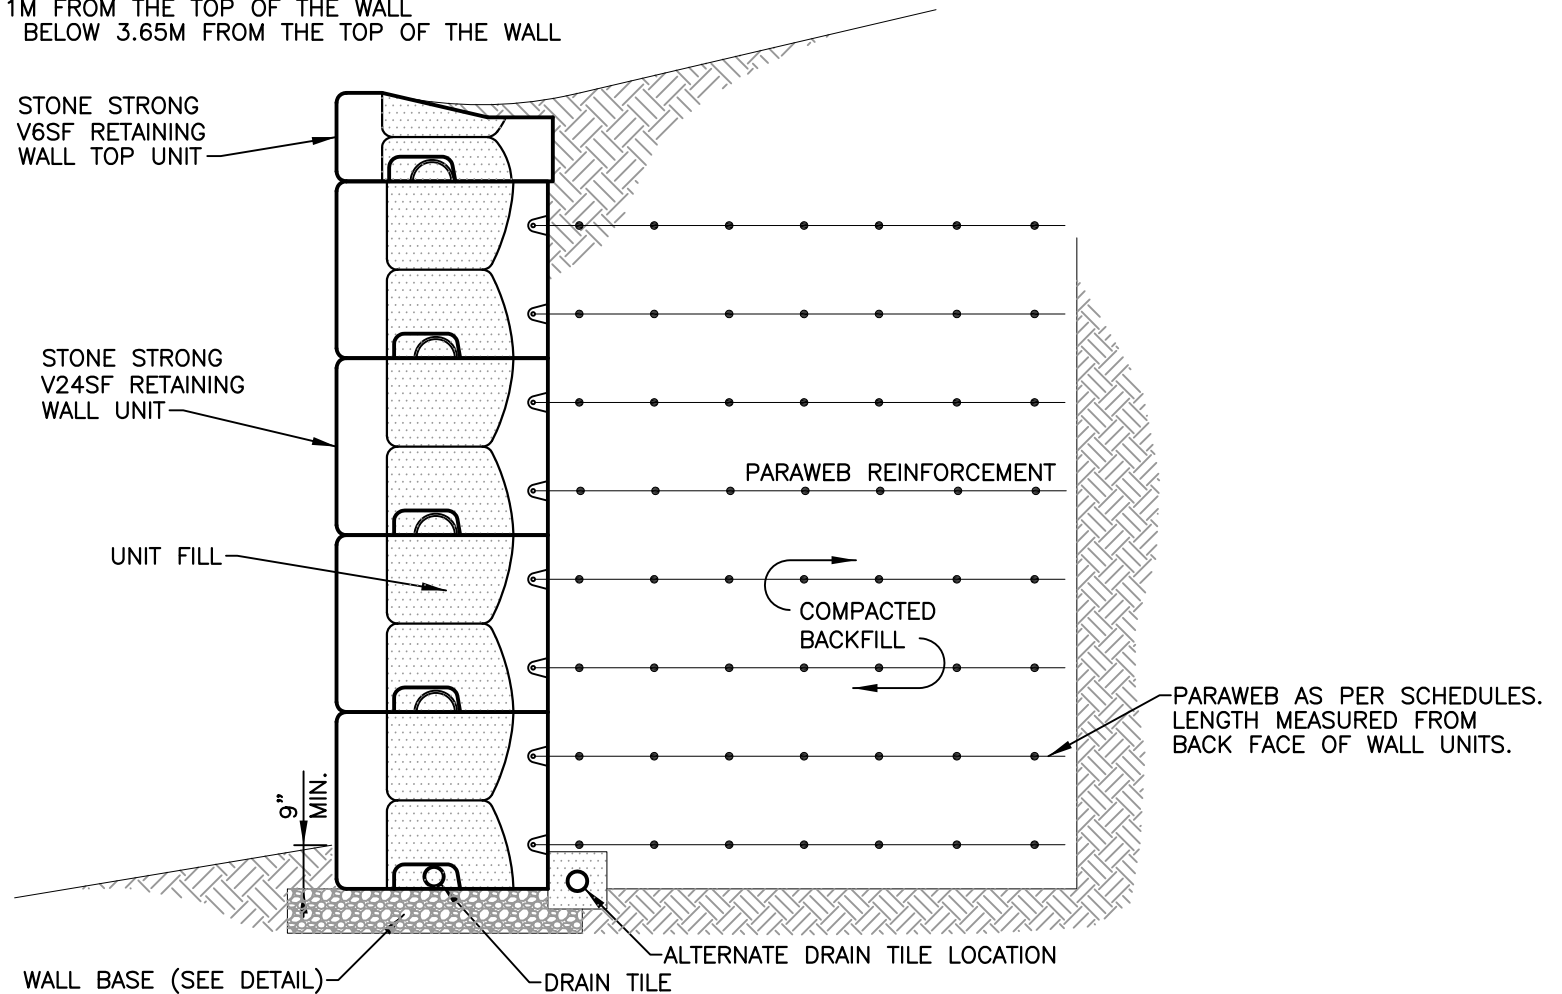 1M FROM THE TOP OF THE WALL
BELOW 3.65M FROM THE TOP OF THE WALL
STONE STRONG
V6SF RETAINING
WALL TOP UNIT
STONE STRONG
V24SF RETAINING
WALL UNIT
PARAWEB REINFORCEMENT
UNIT FILL
COMPACTED
BACKFILL
PARAWEB AS PER SCHEDULES.
LENGTH MEASURED FROM
BACK FACE OF WALL UNITS.
9"
MIN.
ALTERNATE DRAIN TILE LOCATION
WALL BASE (SEE DETAIL)
DRAIN TILE